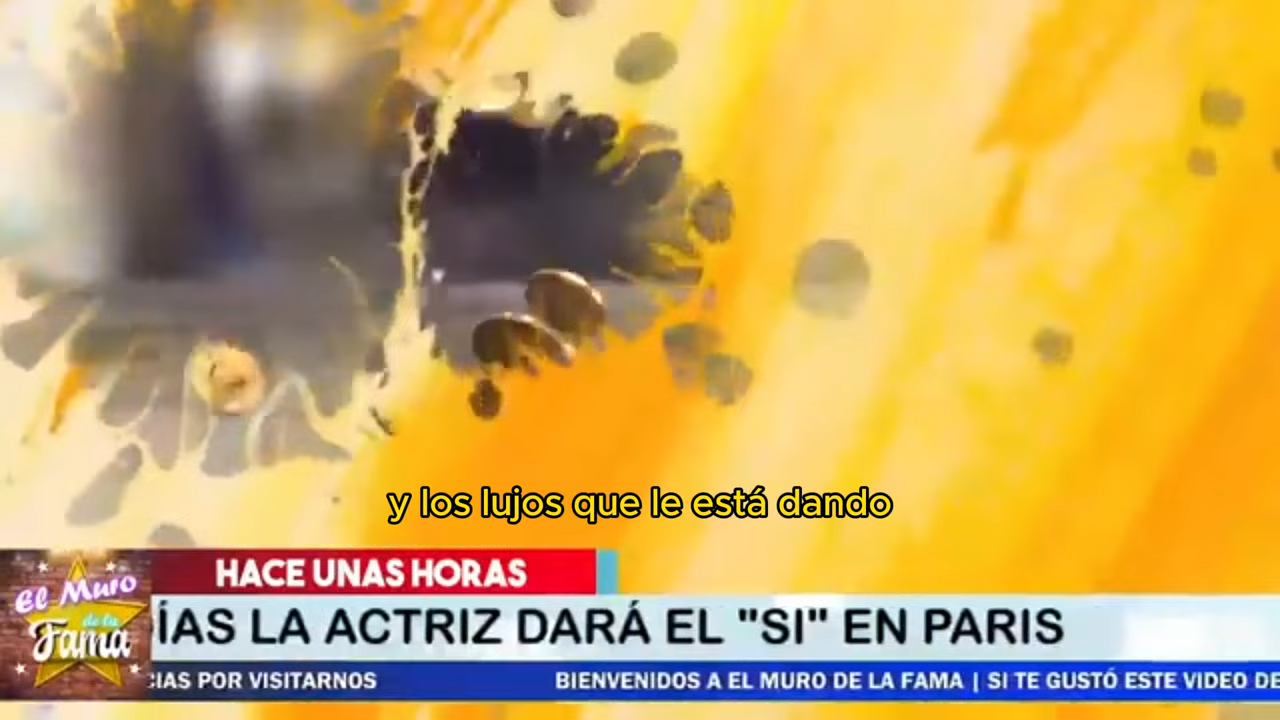 y los lujos que le está dando
HACE UNAS HORAS
ÍAS LA ACTRIZ DARÁ EL "SI" EN PARIS
El Muro
de la
Fama
CIAS POR VISITARNOS
BIENVENIDOS A EL MURO DE LA FAMA | SI TE GUSTÓ ESTE VIDEO DE